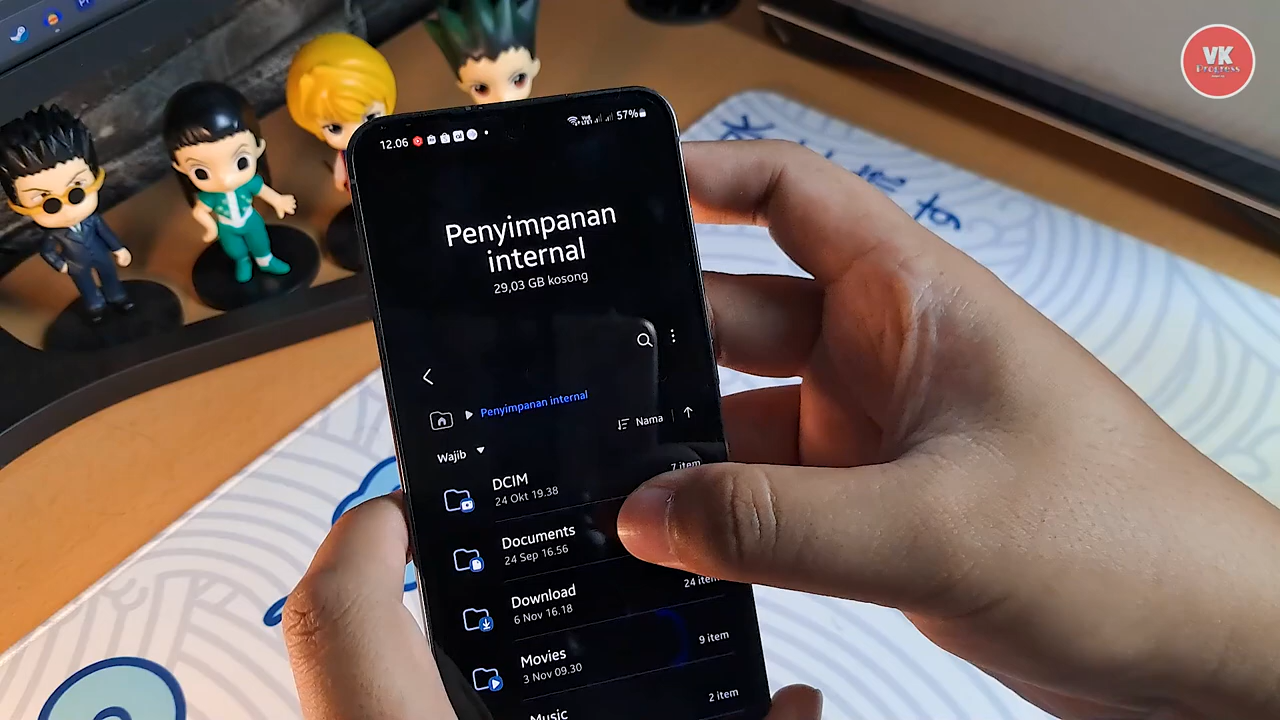 VK
Progress
12.06
57%
Penyimpanan
internal
29,03 GB kosong
Penyimpanan internal
Nama
Wajib
DCIM
24 Okt 19.38
7 item
Documents
24 Sep 16.56
Download
6 Nov 16.18
24 item
Movies
3 Nov 09.30
9 item
Music
2 item